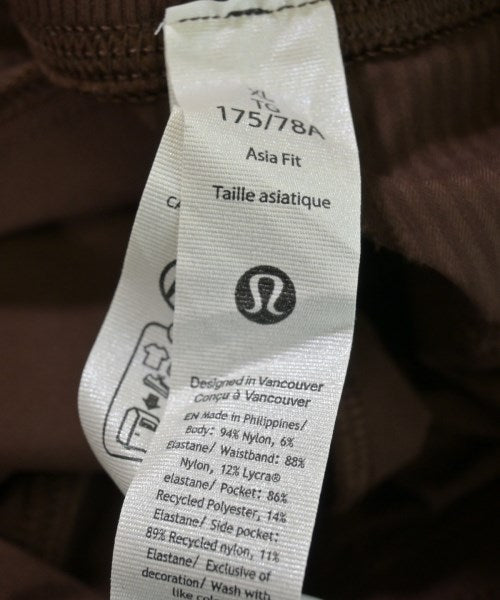 XL
TG
175/78A
Asia Fit
Taille asiatique
Designed in Vancouver
Conçu à Vancouver
EN Made in Philippines/
Body: 94% Nylon, 6%
Elastane/ Waistband: 88%
Nylon, 12% Lycra®
elastane/ Pocket: 86%
Recycled Polyester, 14%
Elastane/ Side pocket:
89% Recycled nylon, 11%
Elastane/ Exclusive of
decoration/ Wash with
like
CA